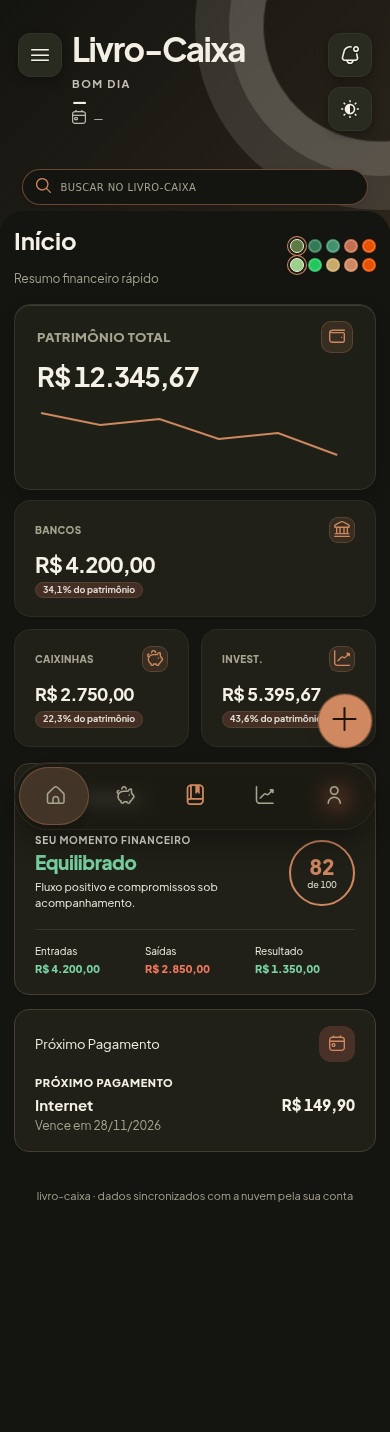 Livro-Caixa
BOM DIA
—
—
BUSCAR NO LIVRO-CAIXA
Início
Resumo financeiro rápido
PATRIMÔNIO TOTAL
R$ 12.345,67
BANCOS
R$ 4.200,00
34,1% do patrimônio
CAIXINHAS
R$ 2.750,00
22,3% do patrimônio
INVEST.
R$ 5.395,67
43,6% do patrimônio
SEU MOMENTO FINANCEIRO
Equilibrado
Fluxo positivo e compromissos sob
acompanhamento.
82
de 100
Entradas
R$ 4.200,00
Saídas
R$ 2.850,00
Resultado
R$ 1.350,00
Próximo Pagamento
PRÓXIMO PAGAMENTO
Internet
R$ 149,90
Vence em 28/11/2026
livro-caixa · dados sincronizados com a nuvem pela sua conta